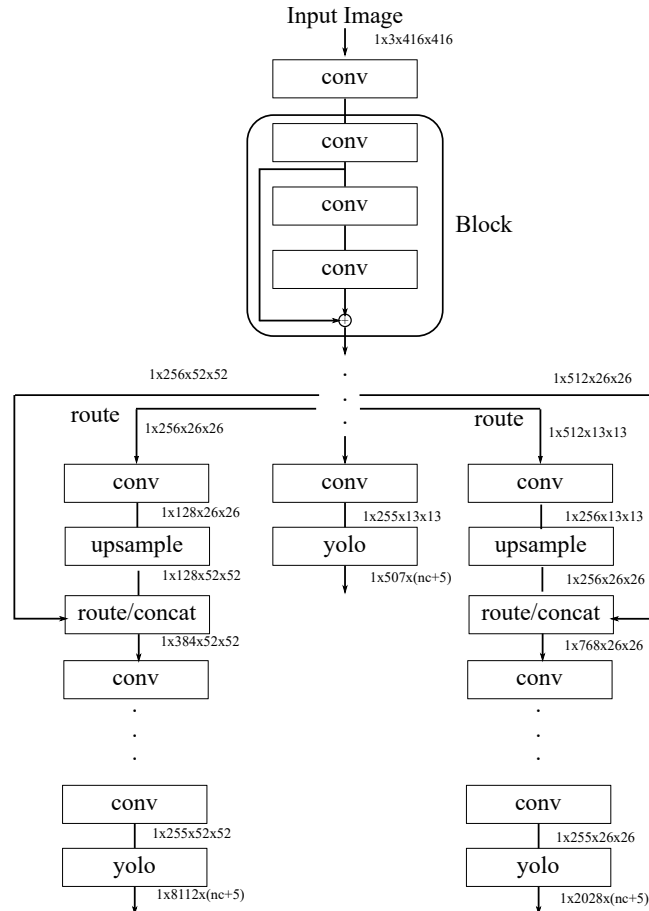 Input Image
1x3x416x416
conv
conv
conv
Block
conv
1x256x52x52
1x512x26x26
route
route
1x256x26x26
1x512x13x13
conv
conv
conv
1x128x26x26
1x255x13x13
1x256x13x13
upsample
yolo
upsample
1x128x52x52
1x507x(nc+5)
1x256x26x26
route/concat
route/concat
1x384x52x52
1x768x26x26
conv
conv
conv
conv
1x255x52x52
1x255x26x26
yolo
yolo
1x8112x(nc+5)
1x2028x(nc+5)